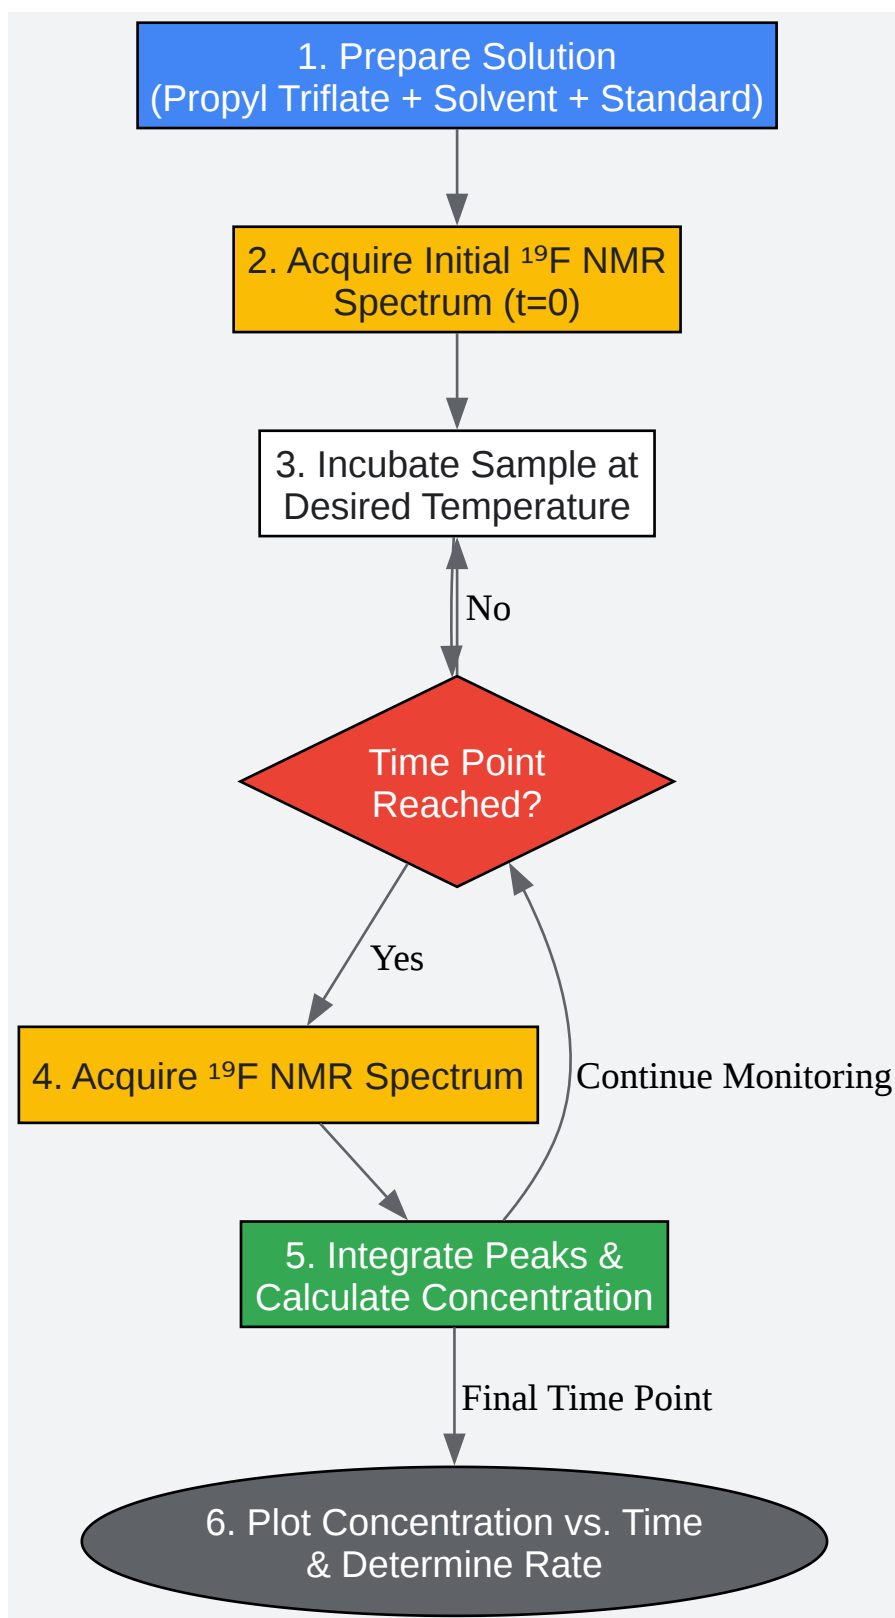 1. Prepare Solution
(Propyl Triflate + Solvent + Standard)
2. Acquire Initial ¹⁹F NMR
Spectrum (t=0)
3. Incubate Sample at
Desired Temperature
No
Time Point
Reached?
Yes
4. Acquire ¹⁹F NMR Spectrum
Continue Monitoring
5. Integrate Peaks &
Calculate Concentration
Final Time Point
6. Plot Concentration vs. Time
& Determine Rate